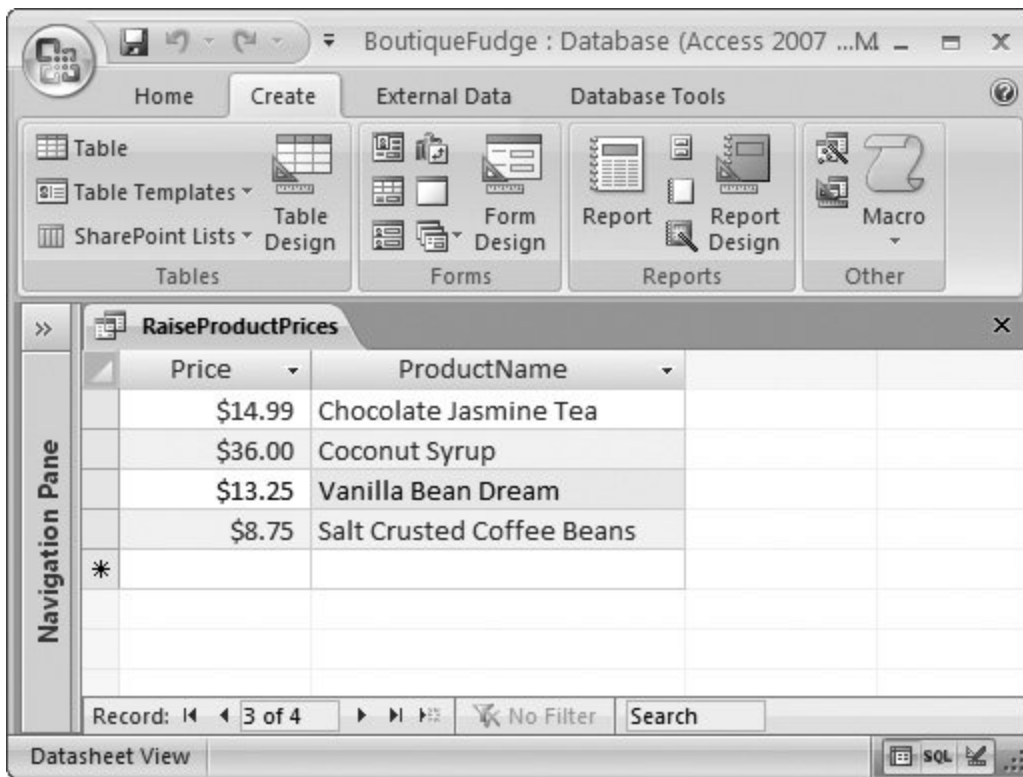 BoutiqueFudge : Database (Access 2007 ...M
Home Create External Data Database Tools
Table
Table Templates
SharePoint Lists
Table Design
Tables
Form Design
Forms
Report
Report Design
Reports
Macro
Other
RaiseProductPrices
Price ProductName
$14.99 Chocolate Jasmine Tea
$36.00 Coconut Syrup
$13.25 Vanilla Bean Dream
$8.75 Salt Crusted Coffee Beans
Navigation Pane
Record: 3 of 4 No Filter Search
Datasheet View SQL